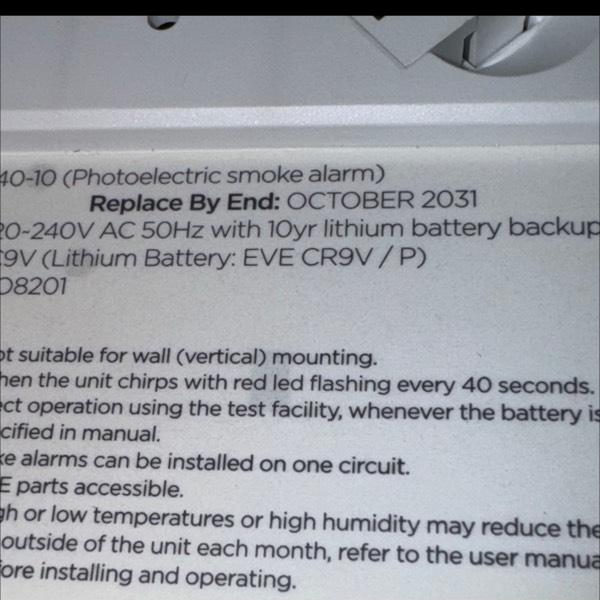 40-10 (Photoelectric smoke alarm)
Replace By End: OCTOBER 2031
20-240V AC 50Hz with 10yr lithium battery backup
9V (Lithium Battery: EVE CR9V / P)
D8201
ot suitable for wall (vertical) mounting.
hen the unit chirps with red led flashing every 40 seconds.
ect operation using the test facility, whenever the battery is
cified in manual.
ke alarms can be installed on one circuit.
E parts accessible.
gh or low temperatures or high humidity may reduce the
outside of the unit each month, refer to the user manua
fore installing and operating.